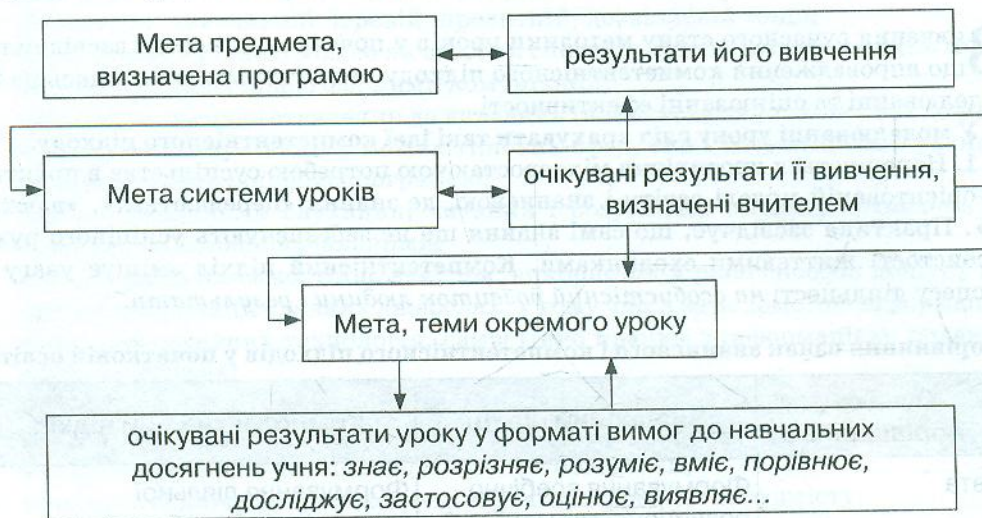 Мета предмета,
визначена програмою
результати його вивчення
Мета системи уроків
очікувані результати її вивчення,
визначені вчителем
Мета, теми окремого уроку
очікувані результати уроку у форматі вимог до навчальних
досягнень учня: знає, розрізняє, розуміє, вміє, порівнює,
досліджує, застосовує, оцінює, виявляє...